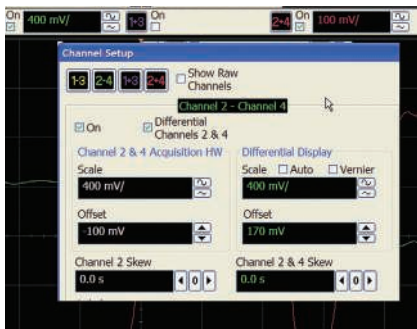 On 400 mV/ 1+3 On 2+4 On 100 mV/
Channel Setup
1-3 2-4 1+3 2+4 Show Raw Channels
Channel 2 - Channel 4
On Differential Channels 2 & 4
Channel 2 & 4 Acquisition HW Differential Display
Scale Scale Auto Vernier
400 mV/ 400 mV/
Offset Offset
-100 mV 170 mV
Channel 2 Skew Channel 2 & 4 Skew
0.0 s 0 0.0 s 0